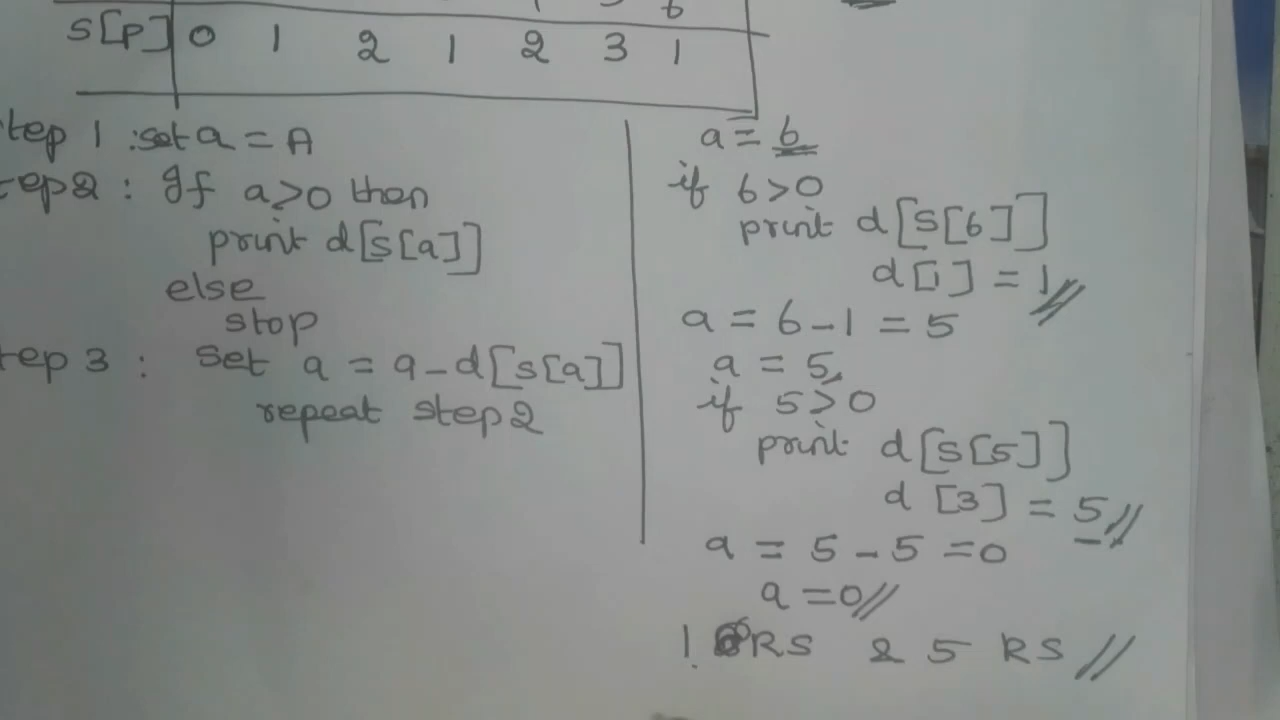 S[p] 0 1 2 1 2 3 1
tep 1 : set a = A
tep2 : If a>0 then
print d[s[a]]
else
stop
tep 3 : set a = a-d[s[a]]
repeat step2
a = 6
if 6>0
print d[s[6]]
d[1] = 1//
a = 6-1 = 5
a = 5
if 5>0
print d[s[5]]
d[3] = 5//
a = 5-5 = 0
a = 0//
1 RS & 5 RS //